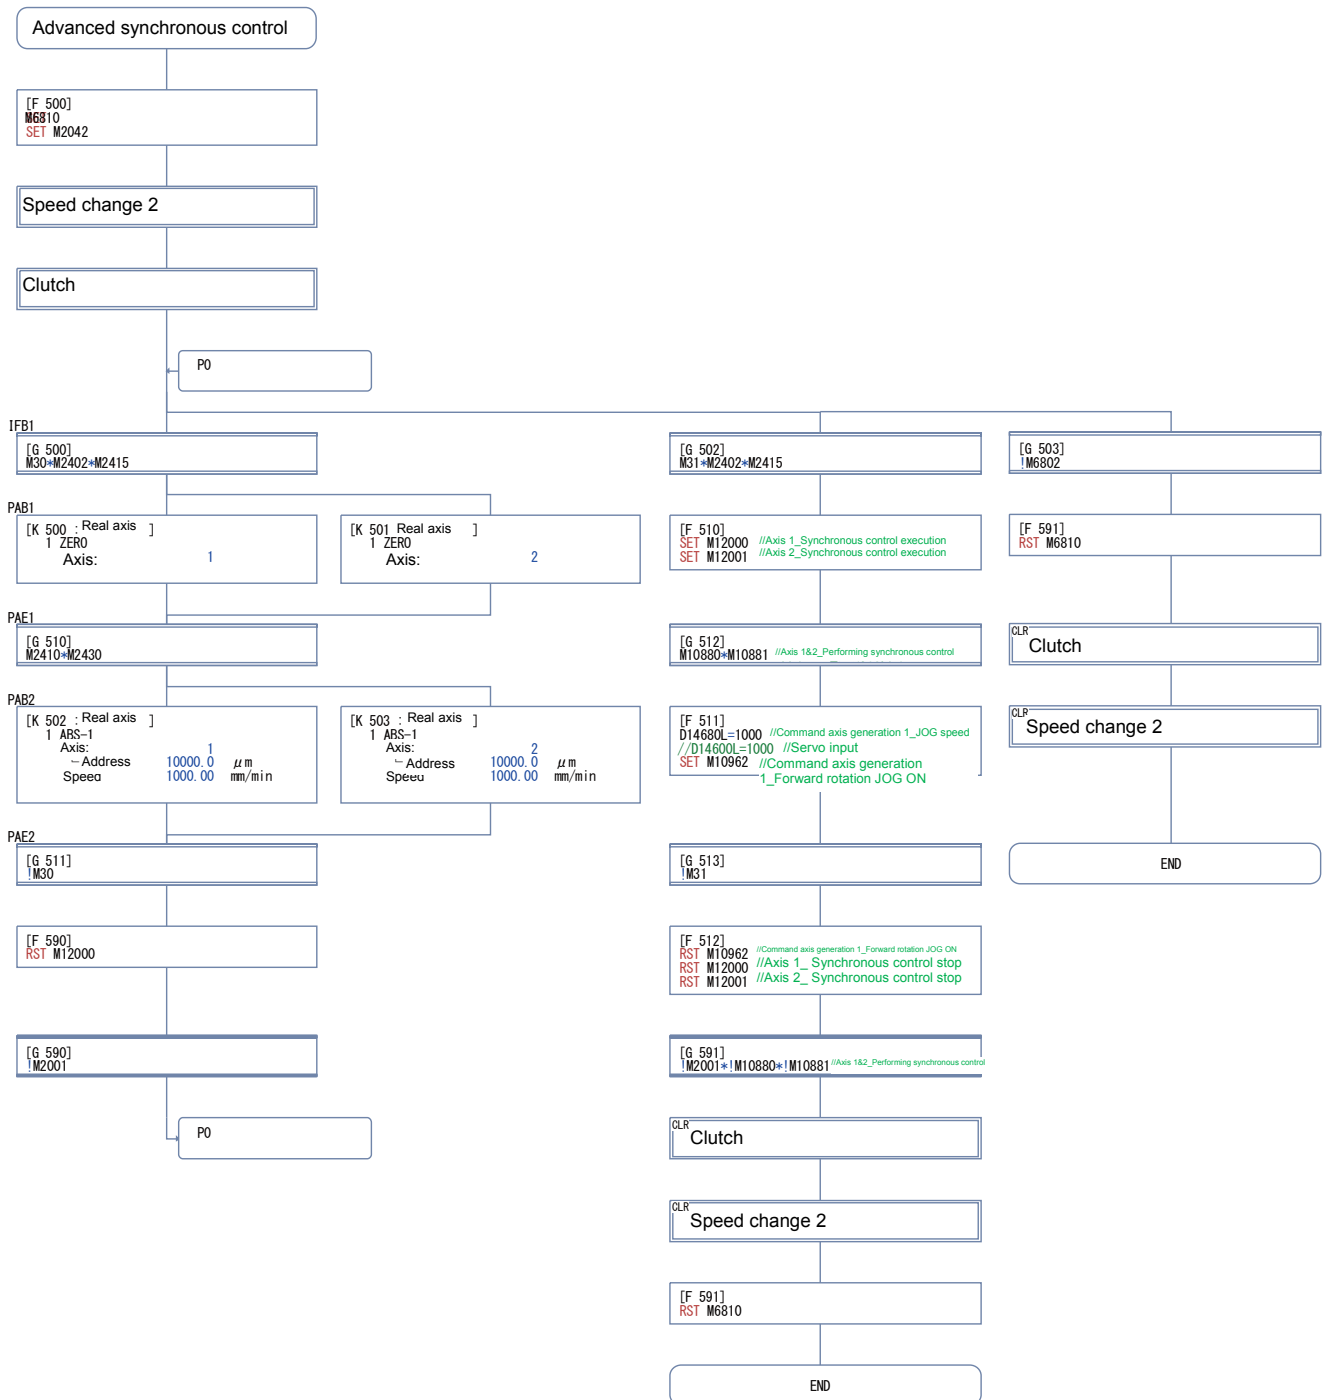 Advanced synchronous control
[F 500]
M6810
SET M2042
Speed change 2
Clutch
P0
IFB1
[G 500]
M30*M2402*M2415
PAB1
[K 500 : Real axis ]
1 ZERO
Axis: 1
[K 501 Real axis ]
1 ZERO
Axis: 2
PAE1
[G 510]
M2410*M2430
PAB2
[K 502 : Real axis ]
1 ABS-1
Axis: 1
Address 10000.0 μm
Speed 1000.00 mm/min
[K 503 : Real axis ]
1 ABS-1
Axis: 2
Address 10000.0 μm
Speed 1000.00 mm/min
PAE2
[G 511]
!M30
[F 590]
RST M12000
[G 590]
!M2001
P0
[G 502]
M31*M2402*M2415
[F 510]
SET M12000 //Axis 1_Synchronous control execution
SET M12001 //Axis 2_Synchronous control execution
[G 512]
M10880*M10881 //Axis 1&2_Performing synchronous control
[F 511]
D14680L=1000 //Command axis generation 1_JOG speed
//D14600L=1000 //Servo input
SET M10962 //Command axis generation
1_Forward rotation JOG ON
[G 513]
!M31
[F 512]
RST M10962 //Command axis generation 1_Forward rotation JOG ON
RST M12000 //Axis 1_ Synchronous control stop
RST M12001 //Axis 2_ Synchronous control stop
[G 591]
!M2001*!M10880*!M10881 //Axis 1&2_Performing synchronous control
CLR
Clutch
CLR
Speed change 2
[F 591]
RST M6810
END
[G 503]
!M6802
[F 591]
RST M6810
CLR
Clutch
CLR
Speed change 2
END